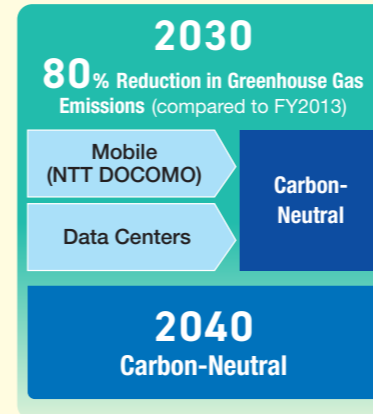 2030
80% Reduction in Greenhouse Gas
Emissions (compared to FY2013)
Mobile
(NTT DOCOMO)
Data Centers
Carbon-
Neutral
2040
Carbon-Neutral